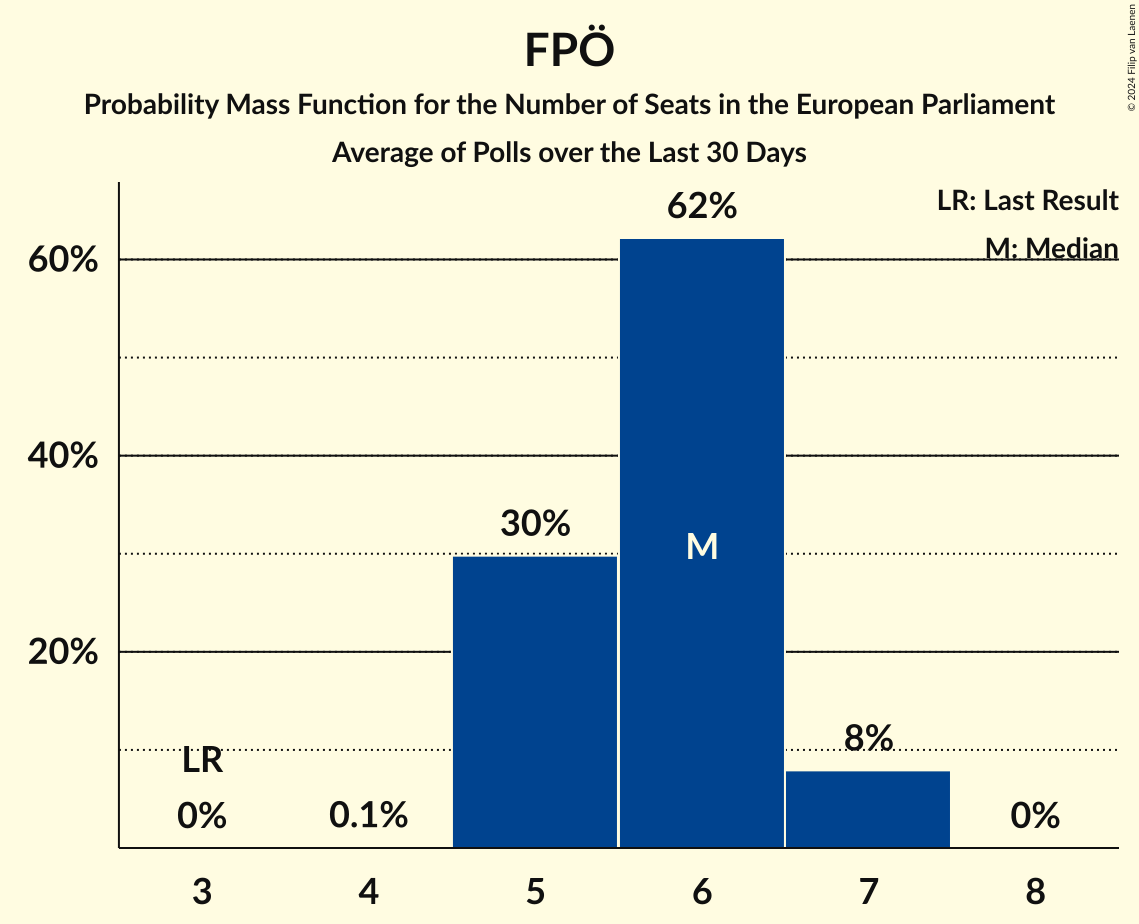 FPÖ
Probability Mass Function for the Number of Seats in the European Parliament
Average of Polls over the Last 30 Days
© 2024 Filip van Laenen
LR: Last Result
M: Median
62%
60%
40%
30%
M
20%
8%
LR
0%
0.1%
0%
3 4 5 6 7 8